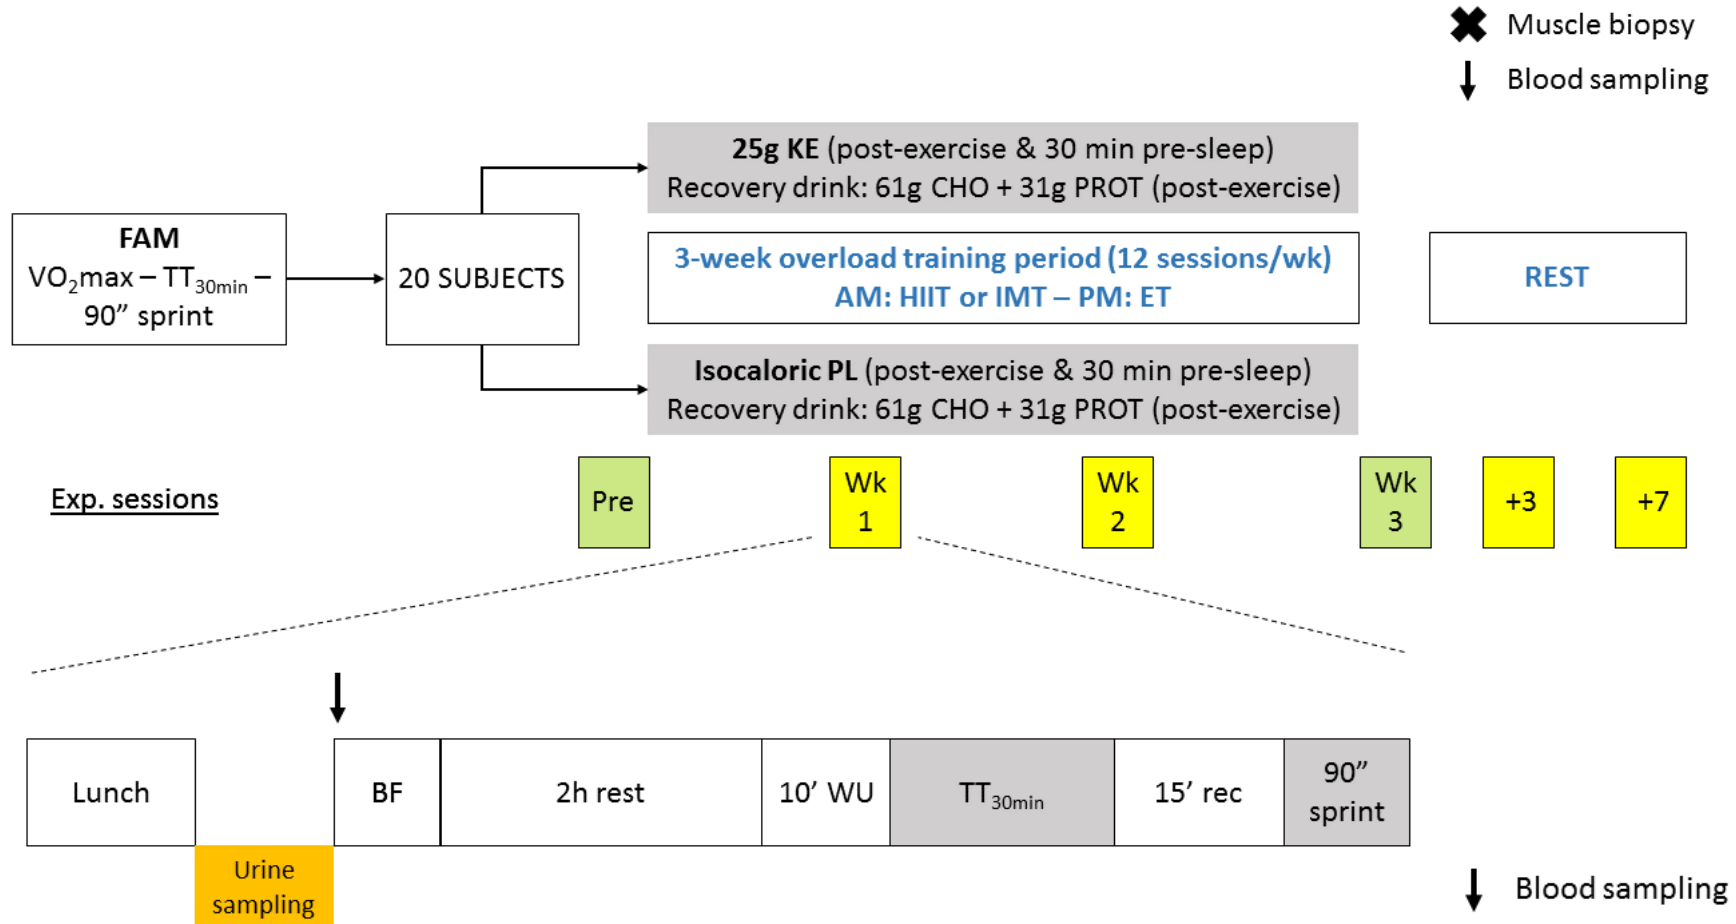 Muscle biopsy
Blood sampling
25g KE (post-exercise & 30 min pre-sleep)
Recovery drink: 61g CHO + 31g PROT (post-exercise)
FAM
VO₂max – TT₃₀ₘᵢₙ –
90” sprint
20 SUBJECTS
3-week overload training period (12 sessions/wk)
AM: HIIT or IMT – PM: ET
REST
Isocaloric PL (post-exercise & 30 min pre-sleep)
Recovery drink: 61g CHO + 31g PROT (post-exercise)
Exp. sessions
Pre
Wk
1
Wk
2
Wk
3
+3
+7
Lunch
BF
2h rest
10’ WU
TT₃₀ₘᵢₙ
15’ rec
90”
sprint
Urine
sampling
Blood sampling